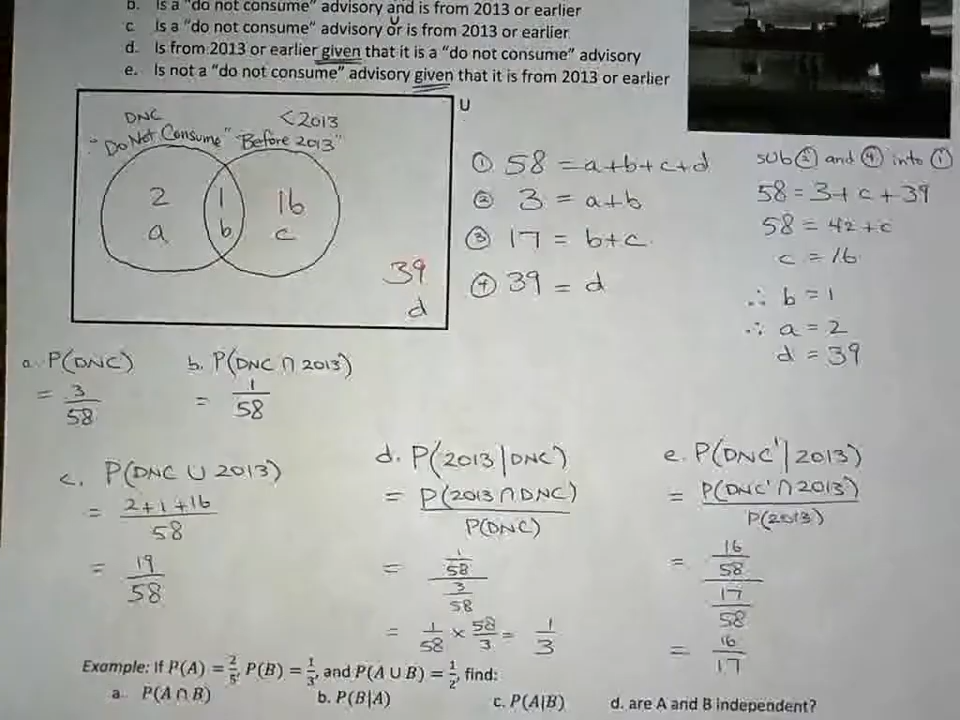 b. Is a "do not consume" advisory and is from 2013 or earlier
c. Is a "do not consume" advisory or is from 2013 or earlier
d. Is from 2013 or earlier given that it is a "do not consume" advisory
e. Is not a "do not consume" advisory given that it is from 2013 or earlier
U
DNC <2013
"Do Not Consume" "Before 2013"
2 1 16
a b c
39
d
① 58 = a+b+c+d
② 3 = a+b
③ 17 = b+c
④ 39 = d
sub ② and ④ into ①
58 = 3 + c + 39
58 = 42 + c
c = 16
∴ b = 1
∴ a = 2
d = 39
a. P(DNC)
= 3/58
b. P(DNC ∩ 2013)
= 1/58
c. P(DNC ∪ 2013)
= 2+1+16/58
= 19/58
d. P(2013|DNC)
= P(2013 ∩ DNC)/P(DNC)
= 1/58 / 3/58
= 1/58 × 58/3 = 1/3
e. P(DNC'|2013)
= P(DNC' ∩ 2013)/P(2013)
= 16/58 / 17/58
= 16/17
Example: If P(A) = 2/5, P(B) = 1/3, and P(A ∪ B) = 1/2, find:
a. P(A ∩ B) b. P(B|A) c. P(A|B) d. are A and B independent?